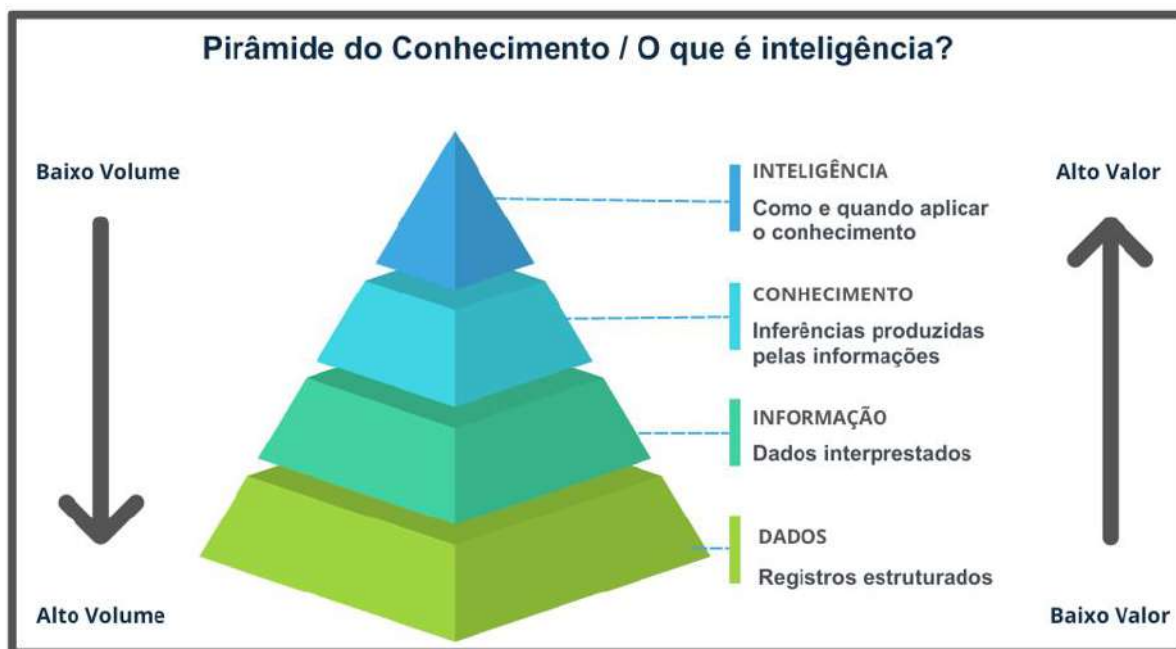 Pirâmide do Conhecimento / O que é inteligência?
Baixo Volume
Alto Volume
INTELIGÊNCIA
Como e quando aplicar
o conhecimento
CONHECIMENTO
Inferências produzidas
pelas informações
INFORMAÇÃO
Dados interprestados
DADOS
Registros estruturados
Alto Valor
Baixo Valor